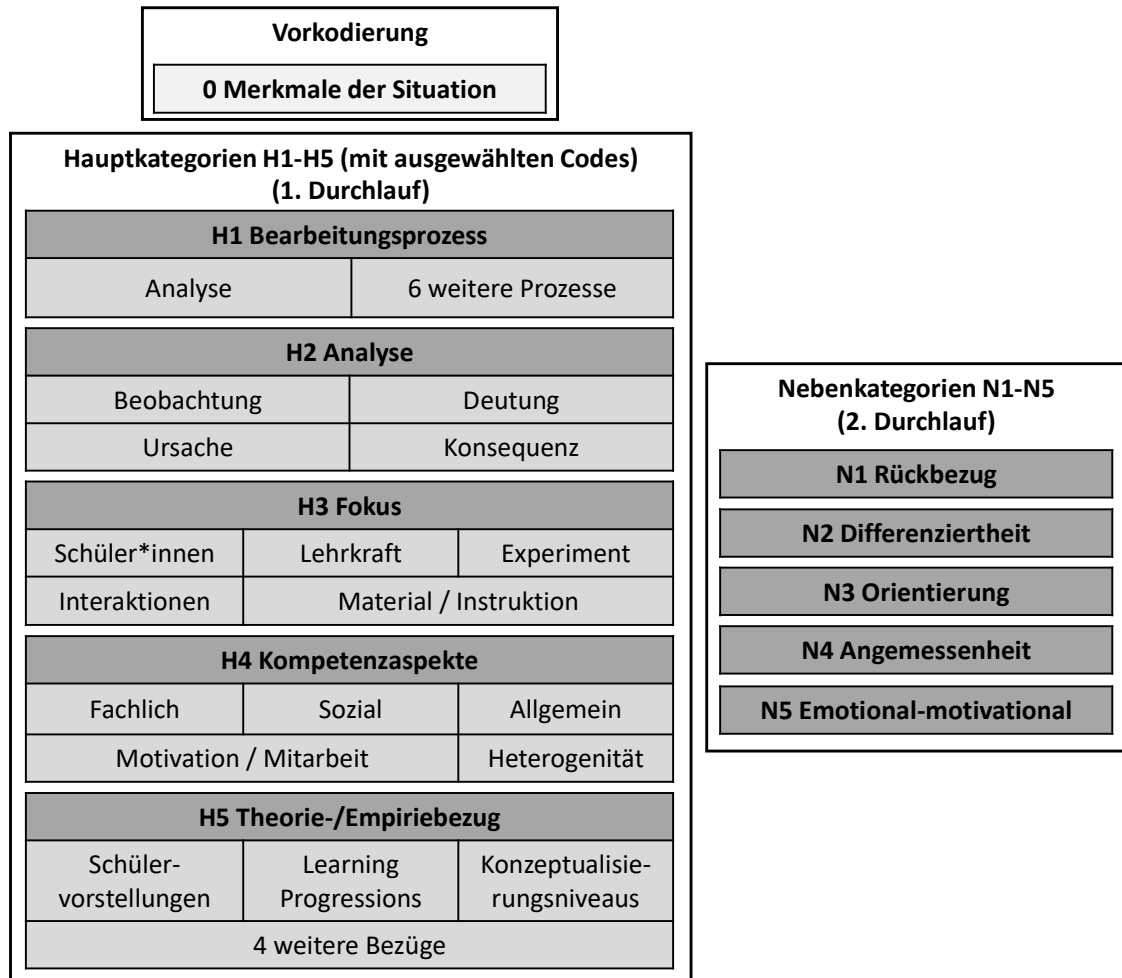 Vorkodierung
0 Merkmale der Situation
Hauptkategorien H1-H5 (mit ausgewählten Codes)
(1. Durchlauf)
H1 Bearbeitungsprozess
Analyse
6 weitere Prozesse
H2 Analyse
Beobachtung
Deutung
Ursache
Konsequenz
H3 Fokus
Schüler*innen
Lehrkraft
Experiment
Interaktionen
Material / Instruktion
H4 Kompetenzaspekte
Fachlich
Sozial
Allgemein
Motivation / Mitarbeit
Heterogenität
H5 Theorie-/Empiriebezug
Schüler-
vorstellungen
Learning
Progressions
Konzeptualisie-
rungsniveaus
4 weitere Bezüge
Nebenkategorien N1-N5
(2. Durchlauf)
N1 Rückbezug
N2 Differenziertheit
N3 Orientierung
N4 Angemessenheit
N5 Emotional-motivational